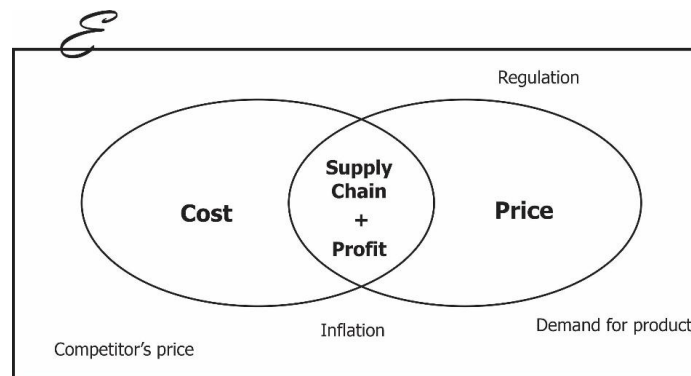 ℰ
Regulation
Supply
Chain
+
Profit
Cost
Price
Inflation
Demand for product
Competitor’s price